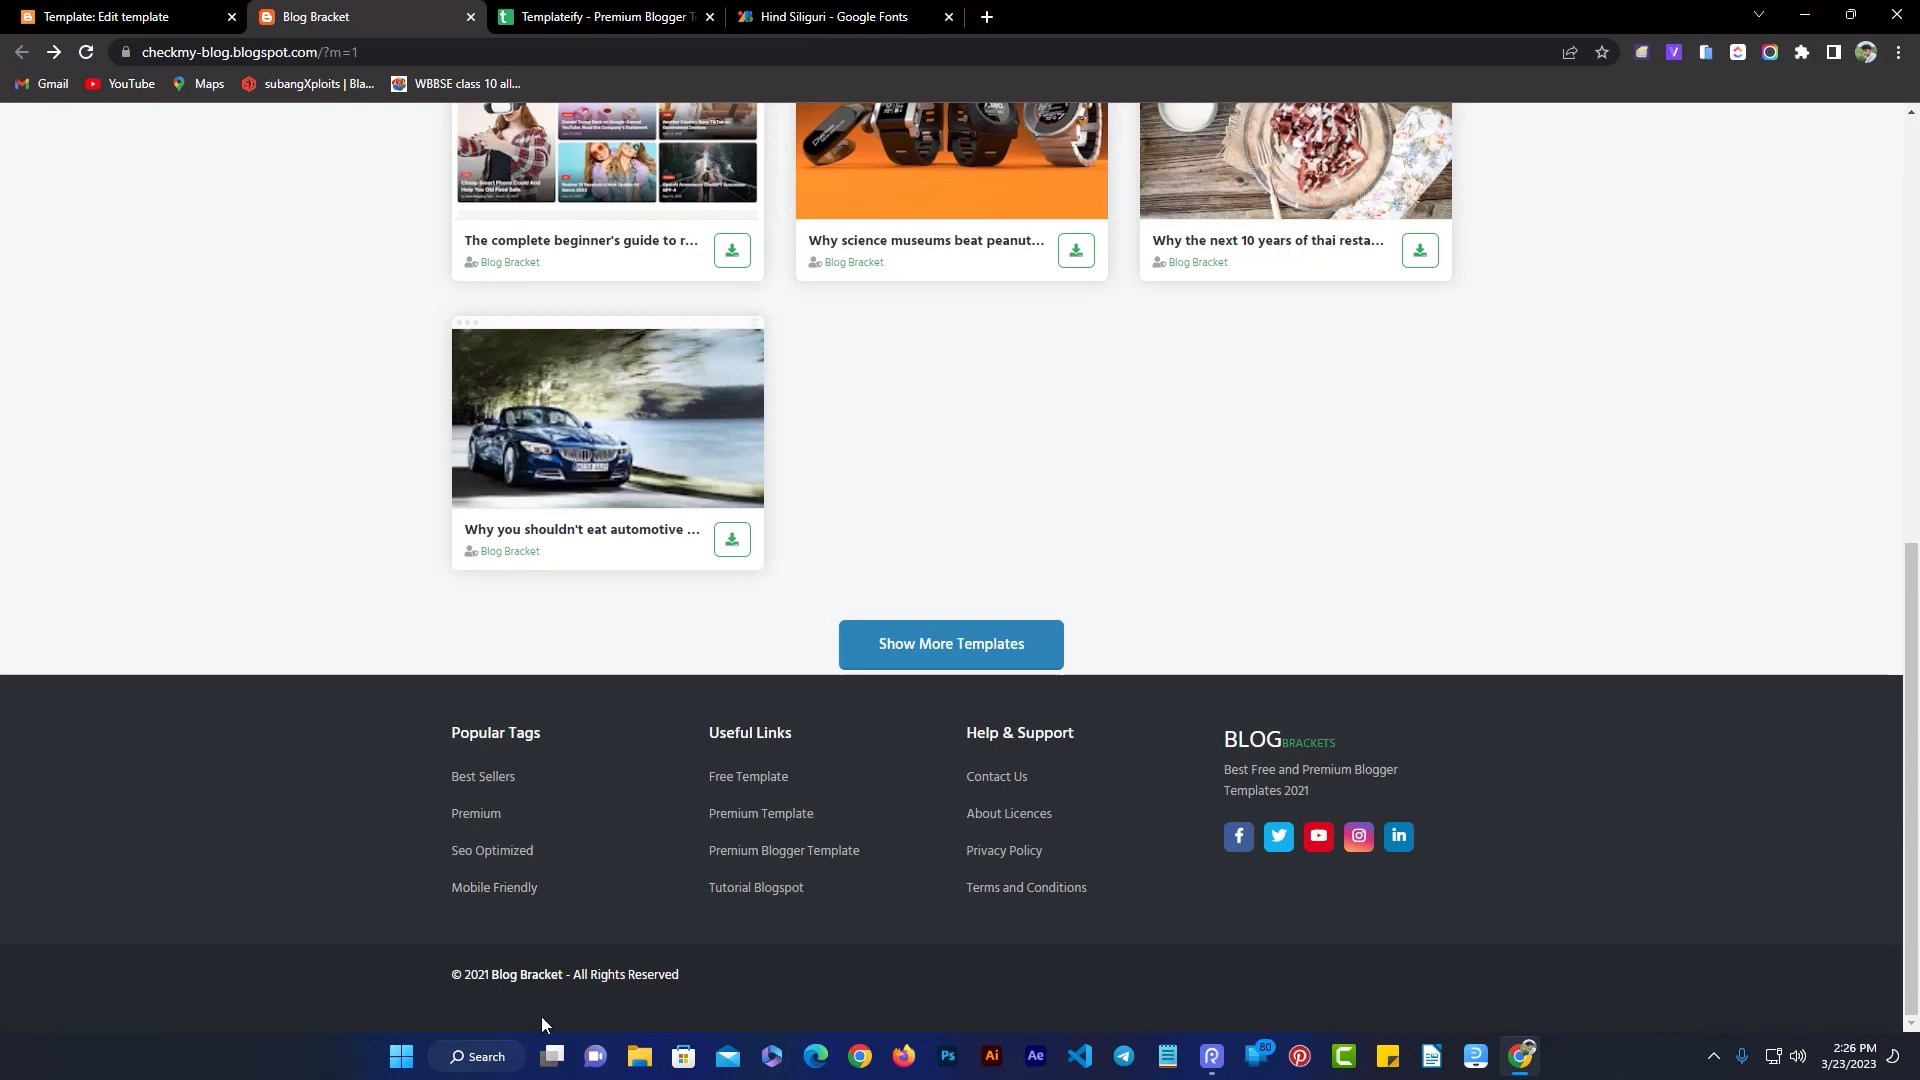 Template: Edit template
Blog Bracket
Templateify - Premium Blogger T
Hind Siliguri - Google Fonts
checkmy-blog.blogspot.com/?m=1
Gmail
YouTube
Maps
subangXploits | Bla...
WBBSE class 10 all...
The complete beginner's guide to r...
Blog Bracket
Why science museums beat peanut...
Blog Bracket
Why the next 10 years of thai resta...
Blog Bracket
Why you shouldn't eat automotive ...
Blog Bracket
Show More Templates
Popular Tags
Best Sellers
Premium
Seo Optimized
Mobile Friendly
Useful Links
Free Template
Premium Template
Premium Blogger Template
Tutorial Blogspot
Help & Support
Contact Us
About Licences
Privacy Policy
Terms and Conditions
BLOGBRACKETS
Best Free and Premium Blogger
Templates 2021
© 2021 Blog Bracket - All Rights Reserved
Search
Ps
Ai
Ae
80
2:26 PM
3/23/2023